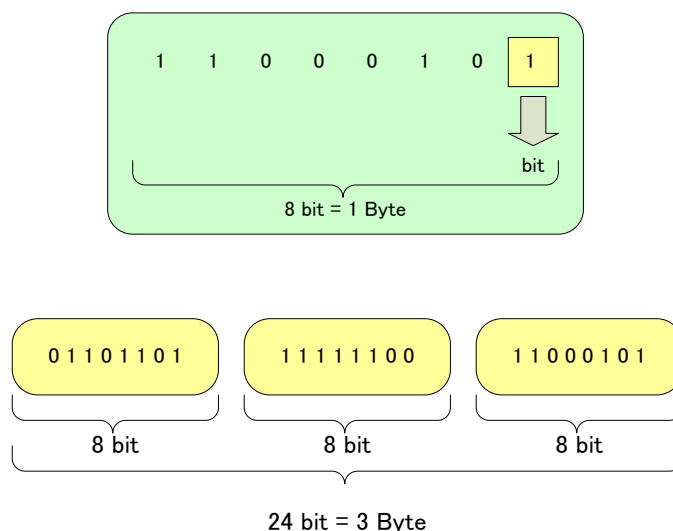 1 1 0 0 0 1 0 1
bit
8 bit = 1 Byte
0 1 1 0 1 1 0 1 1 1 1 1 1 1 0 0 1 1 0 0 0 1 0 1
8 bit 8 bit 8 bit
24 bit = 3 Byte